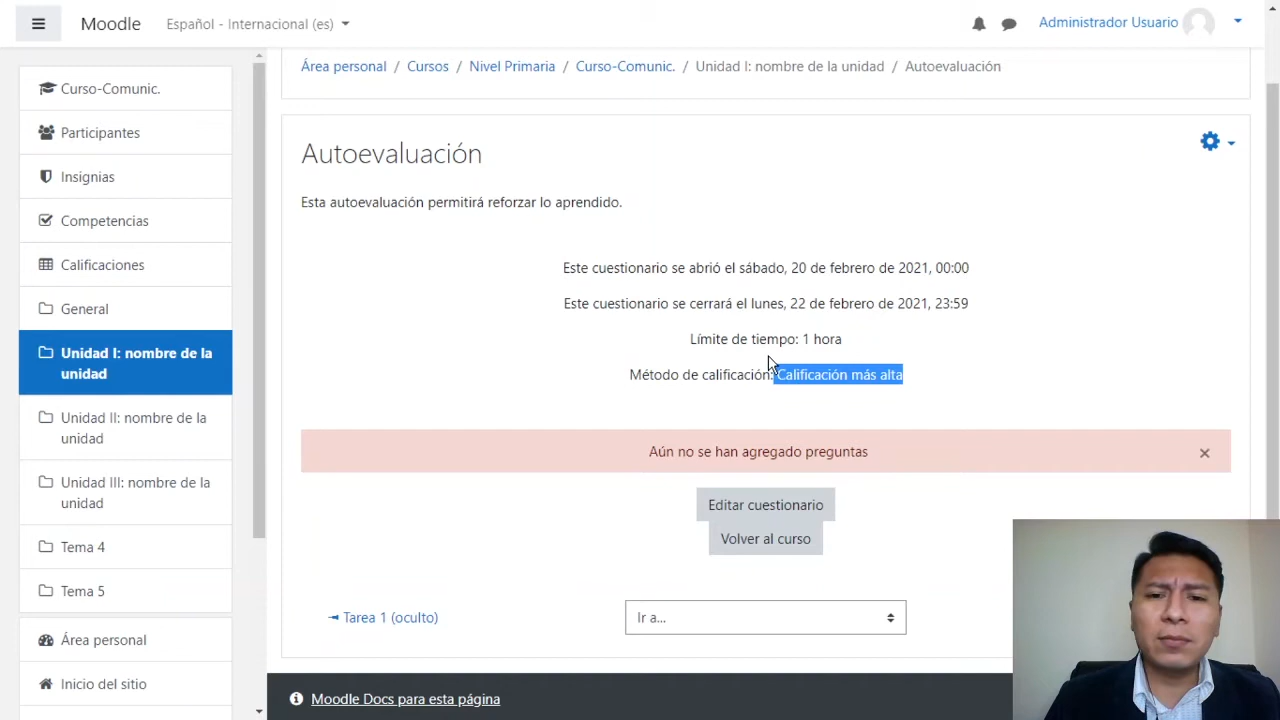 Moodle
Español - Internacional (es)
Administrador Usuario
Área personal / Cursos / Nivel Primaria / Curso-Comunic. / Unidad I: nombre de la unidad / Autoevaluación
Curso-Comunic.
Participantes
Insignias
Competencias
Calificaciones
General
Unidad I: nombre de la
unidad
Unidad II: nombre de la
unidad
Unidad III: nombre de la
unidad
Tema 4
Tema 5
Área personal
Inicio del sitio
Autoevaluación
Esta autoevaluación permitirá reforzar lo aprendido.
Este cuestionario se abrió el sábado, 20 de febrero de 2021, 00:00
Este cuestionario se cerrará el lunes, 22 de febrero de 2021, 23:59
Límite de tiempo: 1 hora
Método de calificación: Calificación más alta
Aún no se han agregado preguntas
Editar cuestionario
Volver al curso
◄ Tarea 1 (oculto)
Ir a...
Moodle Docs para esta página